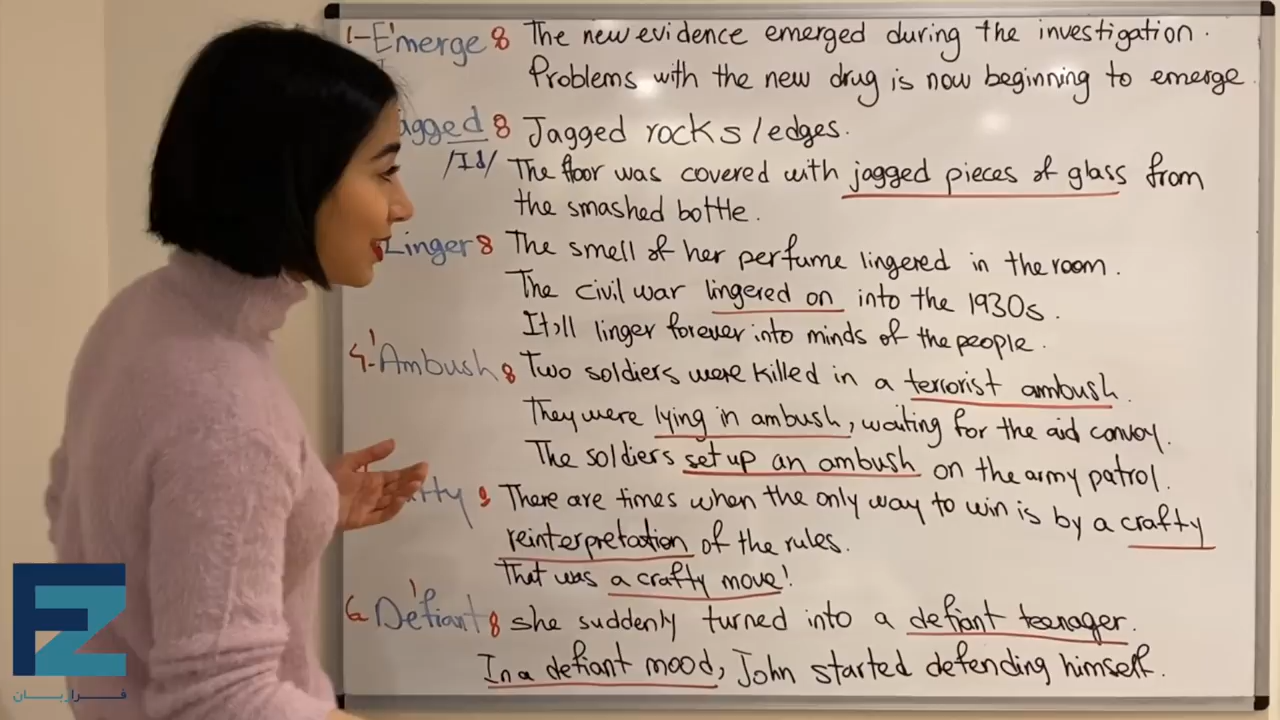 1- Emerge : The new evidence emerged during the investigation.
Problems with the new drug is now beginning to emerge.
agged : Jagged rocks/edges.
/Id/ The floor was covered with jagged pieces of glass from
the smashed bottle.
Linger : The smell of her perfume lingered in the room.
The civil war lingered on into the 1930s.
It'll linger forever into minds of the people.
4- Ambush : Two soldiers were killed in a terrorist ambush.
They were lying in ambush, waiting for the aid convoy.
The soldiers set up an ambush on the army patrol.
fty : There are times when the only way to win is by a crafty
reinterpretation of the rules.
That was a crafty move!
6- Defiant : she suddenly turned into a defiant teenager.
In a defiant mood, John started defending himself.
FZ
فرازبان